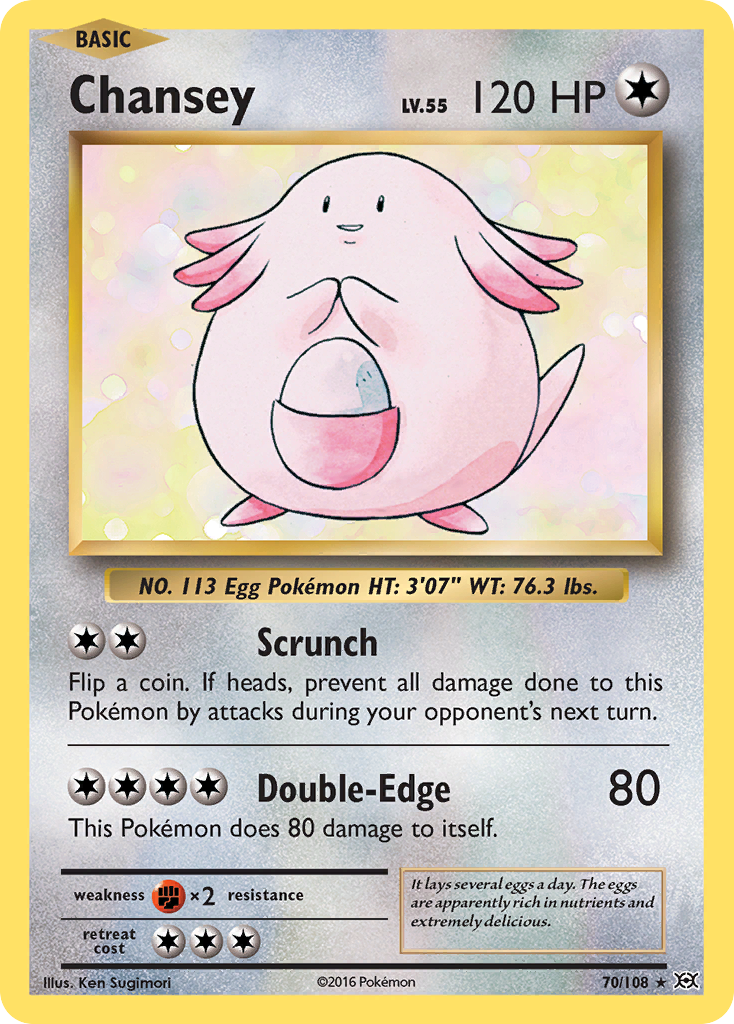 BASIC
Chansey LV.55 120 HP
NO. 113 Egg Pokémon HT: 3'07" WT: 76.3 lbs.
Scrunch
Flip a coin. If heads, prevent all damage done to this
Pokémon by attacks during your opponent's next turn.
Double-Edge 80
This Pokémon does 80 damage to itself.
weakness ×2 resistance
retreat
cost
It lays several eggs a day. The eggs
are apparently rich in nutrients and
extremely delicious.
Illus. Ken Sugimori ©2016 Pokémon 70/108 ★